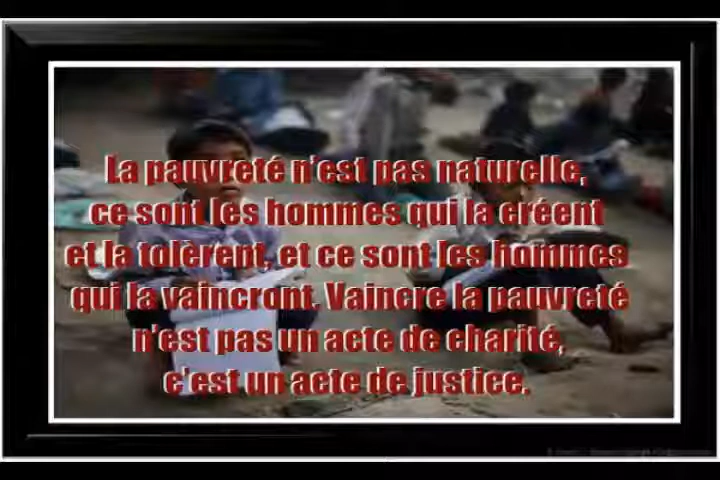 La pauvreté n'est pas naturelle,
ce sont les hommes qui la créent
et la tolèrent, et ce sont les hommes
qui la vaincront. Vaincre la pauvreté
n'est pas un acte de charité,
c'est un acte de justice.